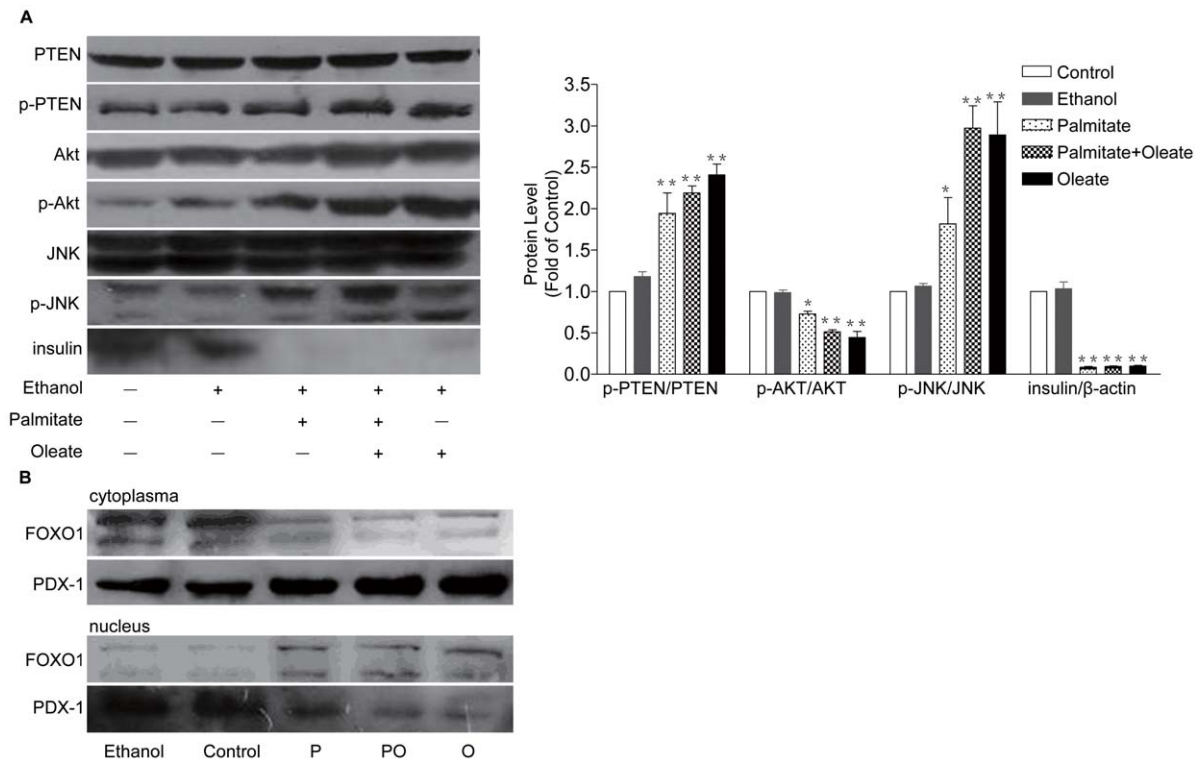 A
PTEN
p-PTEN
Akt
p-Akt
JNK
p-JNK
insulin
Ethanol — + + + +
Palmitate — — + + —
Oleate — — — + +
Protein Level
(Fold of Control)
3.5
3.0
2.5
2.0
1.5
1.0
0.5
0.0
** ** ** * ** ** * ** ** ** ** **
p-PTEN/PTEN p-AKT/AKT p-JNK/JNK insulin/β-actin
Control
Ethanol
Palmitate
Palmitate+Oleate
Oleate
B
cytoplasma
FOXO1
PDX-1
nucleus
FOXO1
PDX-1
Ethanol Control P PO O